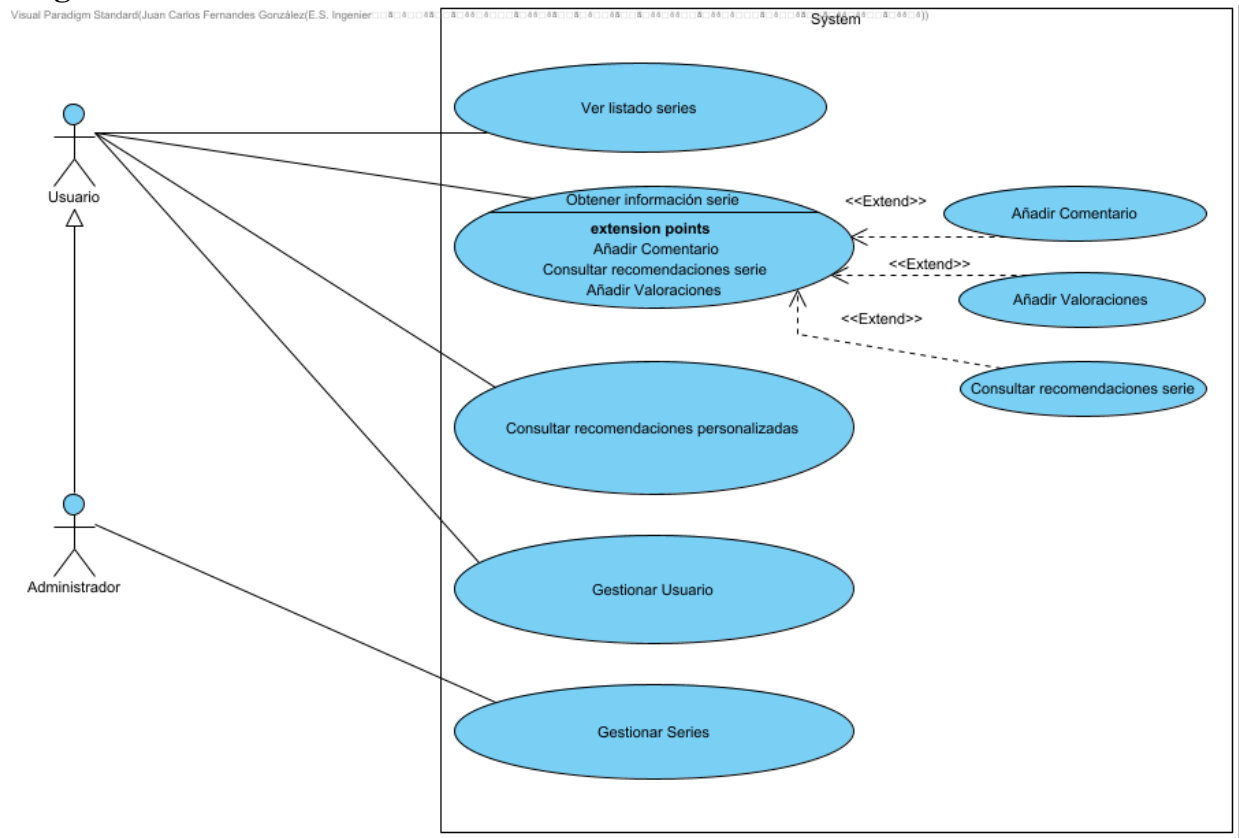 Visual Paradigm Standard(Juan Carlos Fernandes González(E.S. Ingenier
System
Ver listado series
Usuario
Obtener información serie
extension points
Añadir Comentario
Consultar recomendaciones serie
Añadir Valoraciones
<<Extend>>
Añadir Comentario
<<Extend>>
Añadir Valoraciones
<<Extend>>
Consultar recomendaciones serie
Consultar recomendaciones personalizadas
Administrador
Gestionar Usuario
Gestionar Series